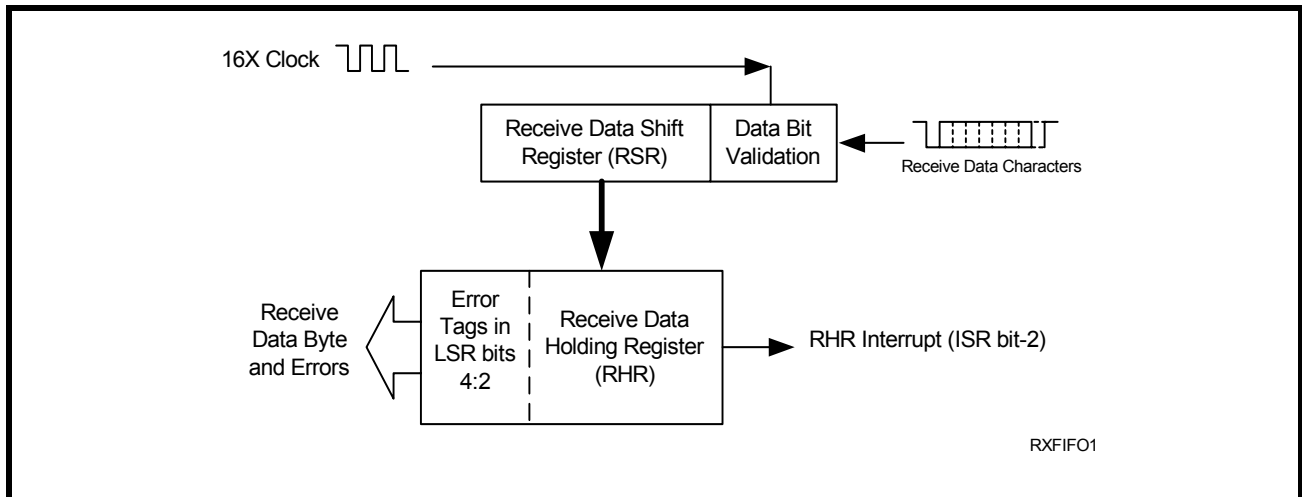 16X Clock
Receive Data Shift
Register (RSR)
Data Bit
Validation
Receive Data Characters
Receive
Data Byte
and Errors
Error
Tags in
LSR bits
4:2
Receive Data
Holding Register
(RHR)
RHR Interrupt (ISR bit-2)
RXFIFO1